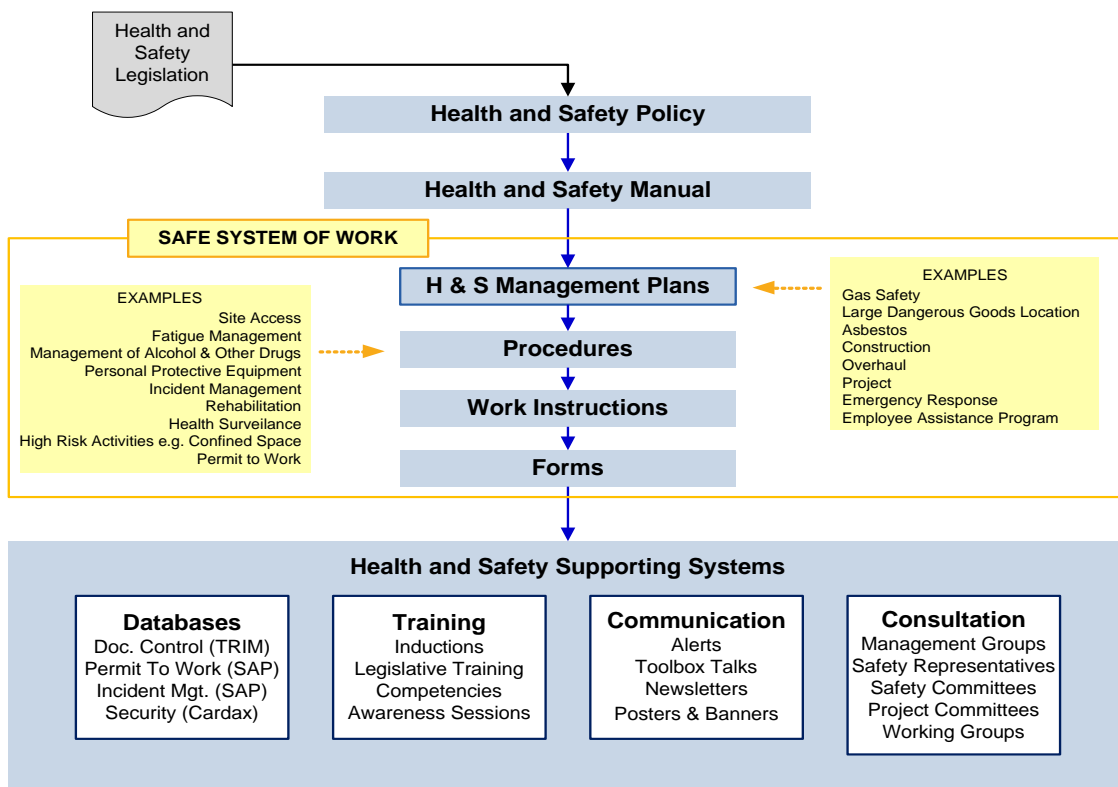 Health and
Safety
Legislation
Health and Safety Policy
Health and Safety Manual
SAFE SYSTEM OF WORK
H & S Management Plans
EXAMPLES
Site Access
Fatigue Management
Management of Alcohol & Other Drugs
Personal Protective Equipment
Incident Management
Rehabilitation
Health Surveilance
High Risk Activities e.g. Confined Space
Permit to Work
EXAMPLES
Gas Safety
Large Dangerous Goods Location
Asbestos
Construction
Overhaul
Project
Emergency Response
Employee Assistance Program
Procedures
Work Instructions
Forms
Health and Safety Supporting Systems
Databases
Doc. Control (TRIM)
Permit To Work (SAP)
Incident Mgt. (SAP)
Security (Cardax)
Training
Inductions
Legislative Training
Competencies
Awareness Sessions
Communication
Alerts
Toolbox Talks
Newsletters
Posters & Banners
Consultation
Management Groups
Safety Representatives
Safety Committees
Project Committees
Working Groups